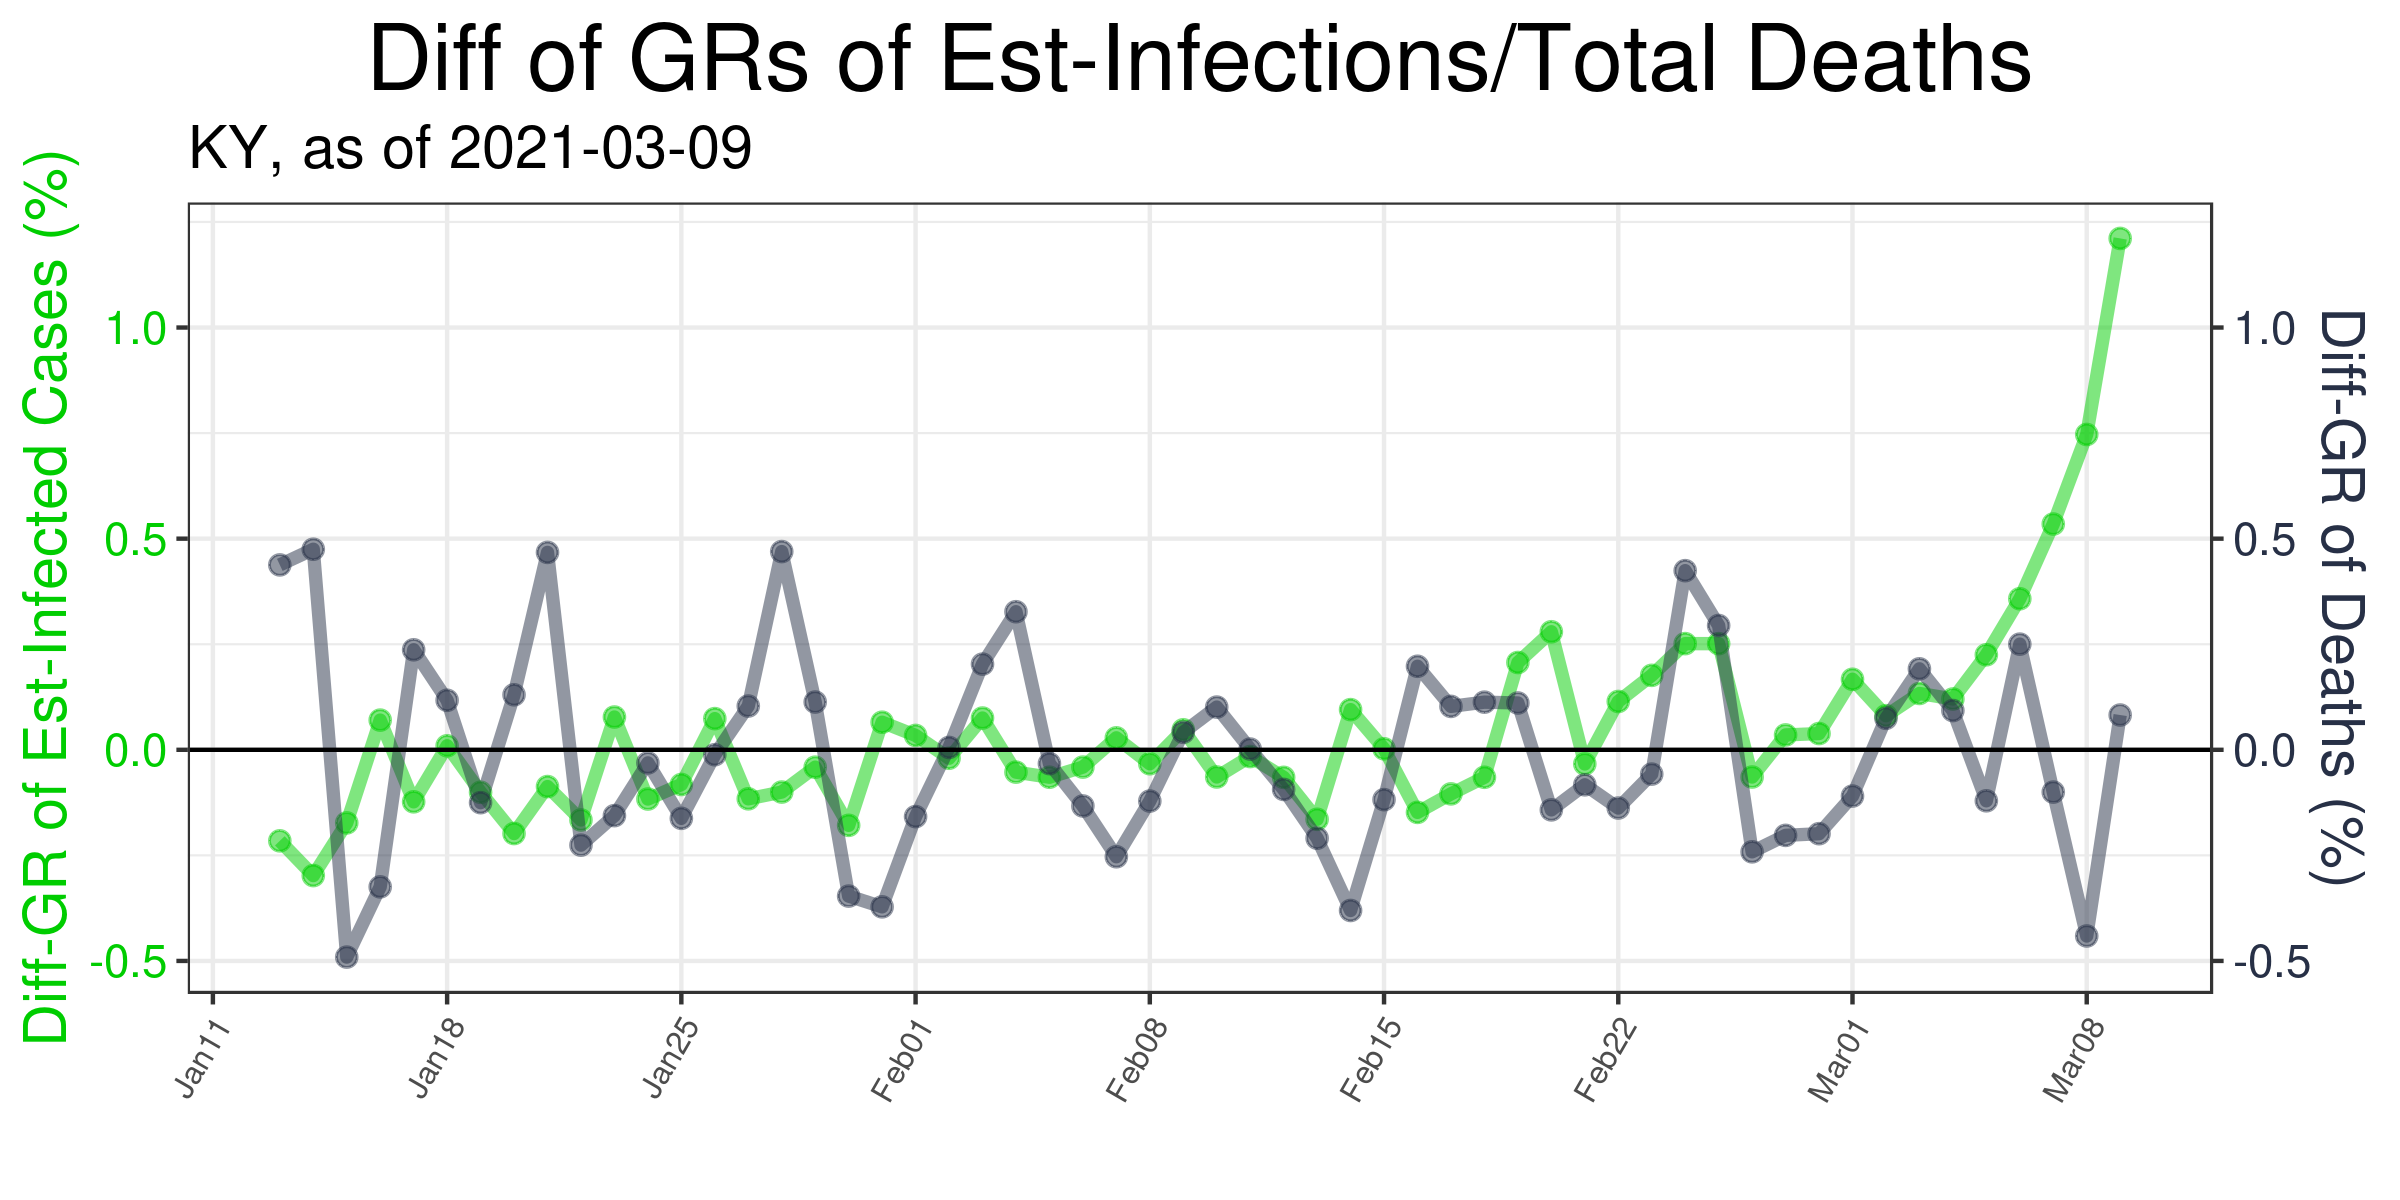 Diff of GRs of Est-Infections/Total Deaths
KY, as of 2021-03-09
Diff-GR of Est-Infected Cases (%)
1.0
0.5
0.0
-0.5
1.0
0.5
0.0
-0.5
Diff-GR of Deaths (%)
Jan11
Jan18
Jan25
Feb01
Feb08
Feb15
Feb22
Mar01
Mar08